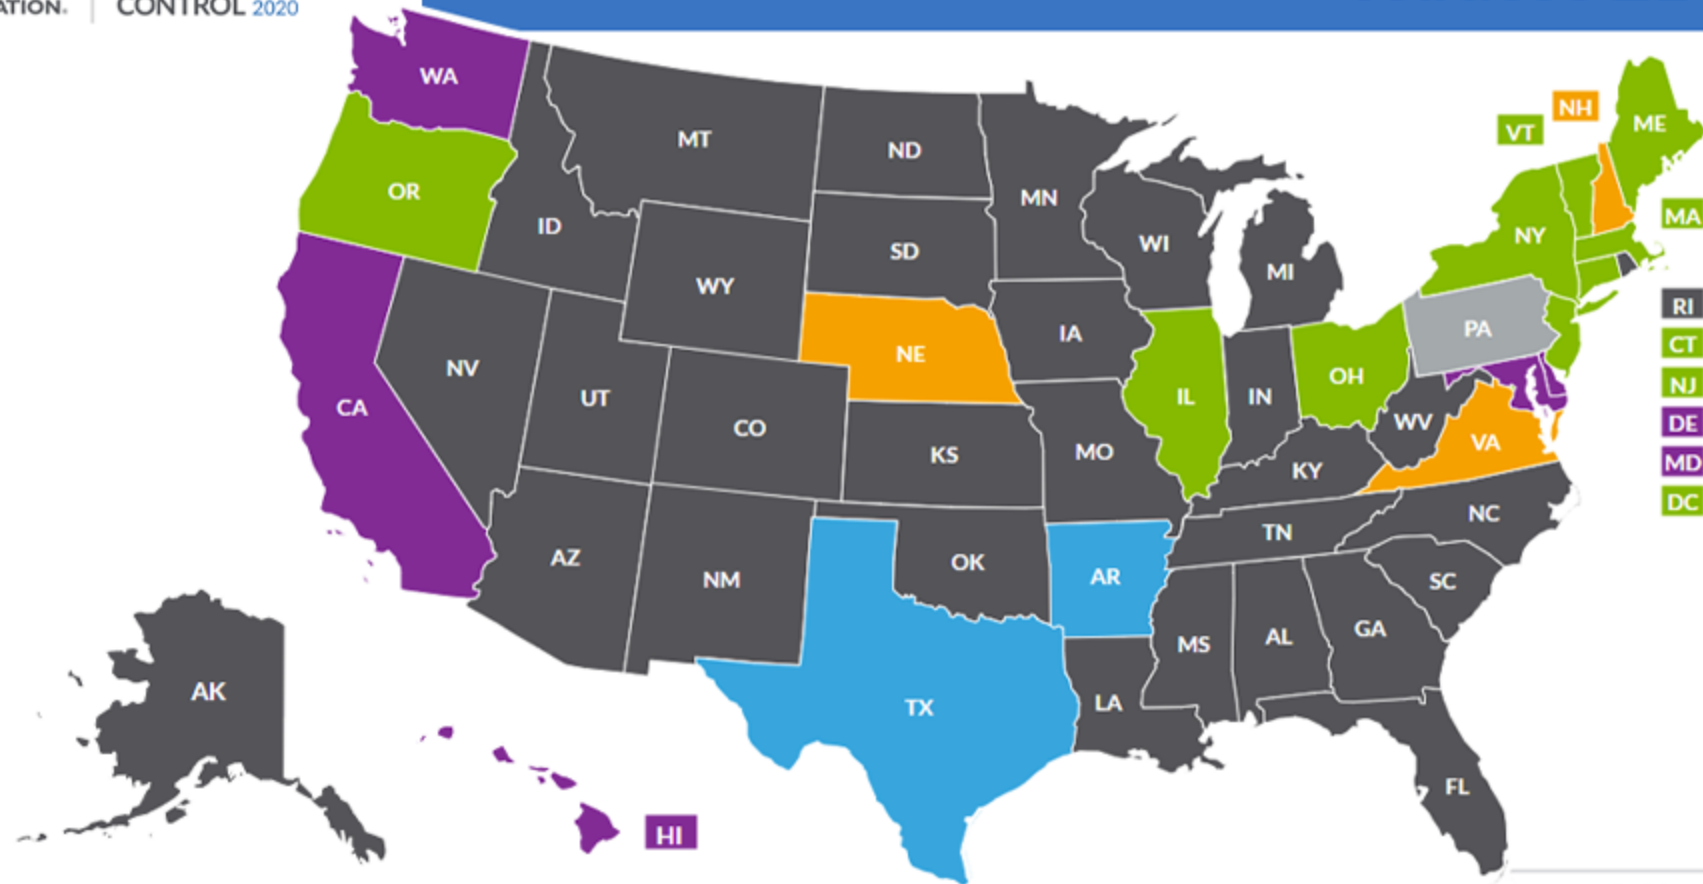 CONTROL 2020
WA
MT
ND
MN
OR
ID
WY
SD
WI
MI
NY
VT
NH
ME
MA
NV
UT
CO
NE
IA
IL
IN
OH
PA
RI
CT
NJ
DE
MD
DC
CA
KS
MO
KY
WV
VA
AZ
NM
OK
AR
TN
NC
SC
TX
LA
MS
AL
GA
FL
AK
HI